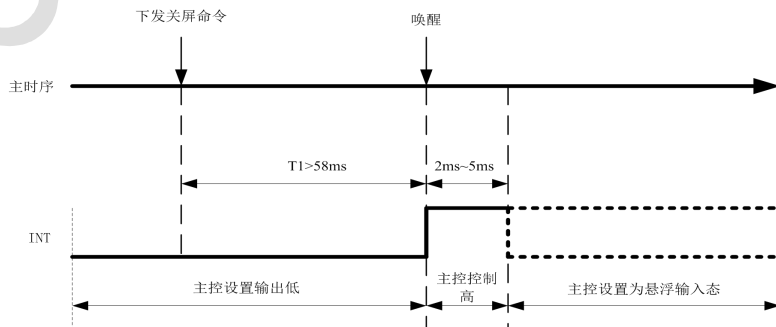 下发关屏命令
唤醒
主时序
T1>58ms
2ms~5ms
INT
主控设置输出低
主控控制
高
主控设置为悬浮输入态